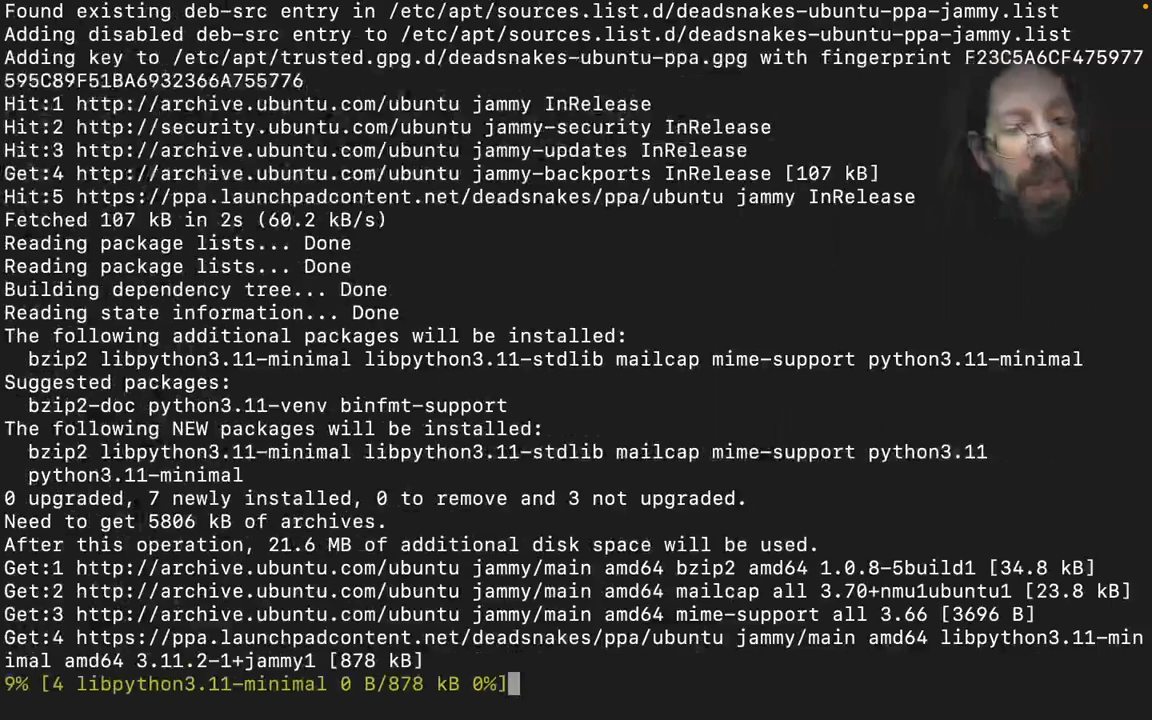 Found existing deb-src entry in /etc/apt/sources.list.d/deadsnakes-ubuntu-ppa-jammy.list
Adding disabled deb-src entry to /etc/apt/sources.list.d/deadsnakes-ubuntu-ppa-jammy.list
Adding key to /etc/apt/trusted.gpg.d/deadsnakes-ubuntu-ppa.gpg with fingerprint F23C5A6CF475977
595C89F51BA6932366A755776
Hit:1 http://archive.ubuntu.com/ubuntu jammy InRelease
Hit:2 http://security.ubuntu.com/ubuntu jammy-security InRelease
Hit:3 http://archive.ubuntu.com/ubuntu jammy-updates InRelease
Get:4 http://archive.ubuntu.com/ubuntu jammy-backports InRelease [107 kB]
Hit:5 https://ppa.launchpadcontent.net/deadsnakes/ppa/ubuntu jammy InRelease
Fetched 107 kB in 2s (60.2 kB/s)
Reading package lists... Done
Reading package lists... Done
Building dependency tree... Done
Reading state information... Done
The following additional packages will be installed:
  bzip2 libpython3.11-minimal libpython3.11-stdlib mailcap mime-support python3.11-minimal
Suggested packages:
  bzip2-doc python3.11-venv binfmt-support
The following NEW packages will be installed:
  bzip2 libpython3.11-minimal libpython3.11-stdlib mailcap mime-support python3.11
  python3.11-minimal
0 upgraded, 7 newly installed, 0 to remove and 3 not upgraded.
Need to get 5806 kB of archives.
After this operation, 21.6 MB of additional disk space will be used.
Get:1 http://archive.ubuntu.com/ubuntu jammy/main amd64 bzip2 amd64 1.0.8-5build1 [34.8 kB]
Get:2 http://archive.ubuntu.com/ubuntu jammy/main amd64 mailcap all 3.70+nmu1ubuntu1 [23.8 kB]
Get:3 http://archive.ubuntu.com/ubuntu jammy/main amd64 mime-support all 3.66 [3696 B]
Get:4 https://ppa.launchpadcontent.net/deadsnakes/ppa/ubuntu jammy/main amd64 libpython3.11-min
imal amd64 3.11.2-1+jammy1 [878 kB]
9% [4 libpython3.11-minimal 0 B/878 kB 0%]